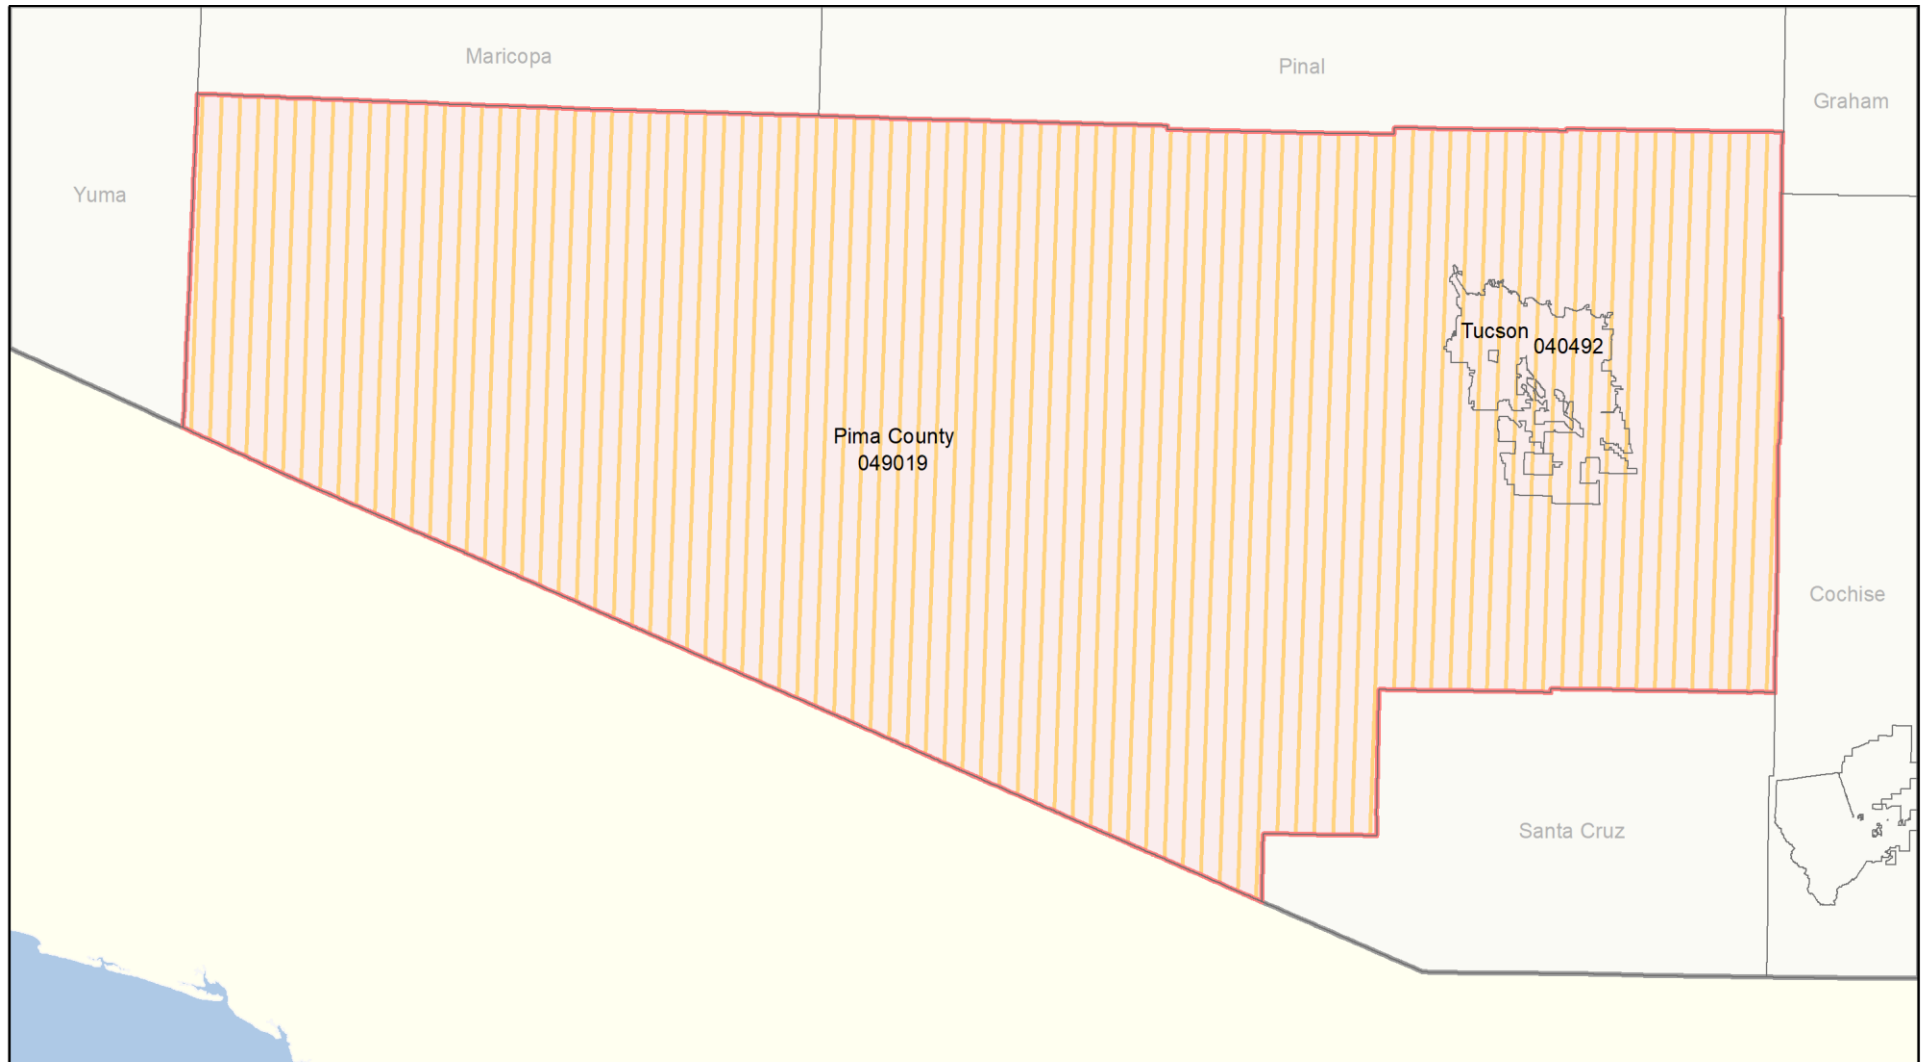 Maricopa
Pinal
Graham
Yuma
Tucson
040492
Pima County
049019
Cochise
Santa Cruz